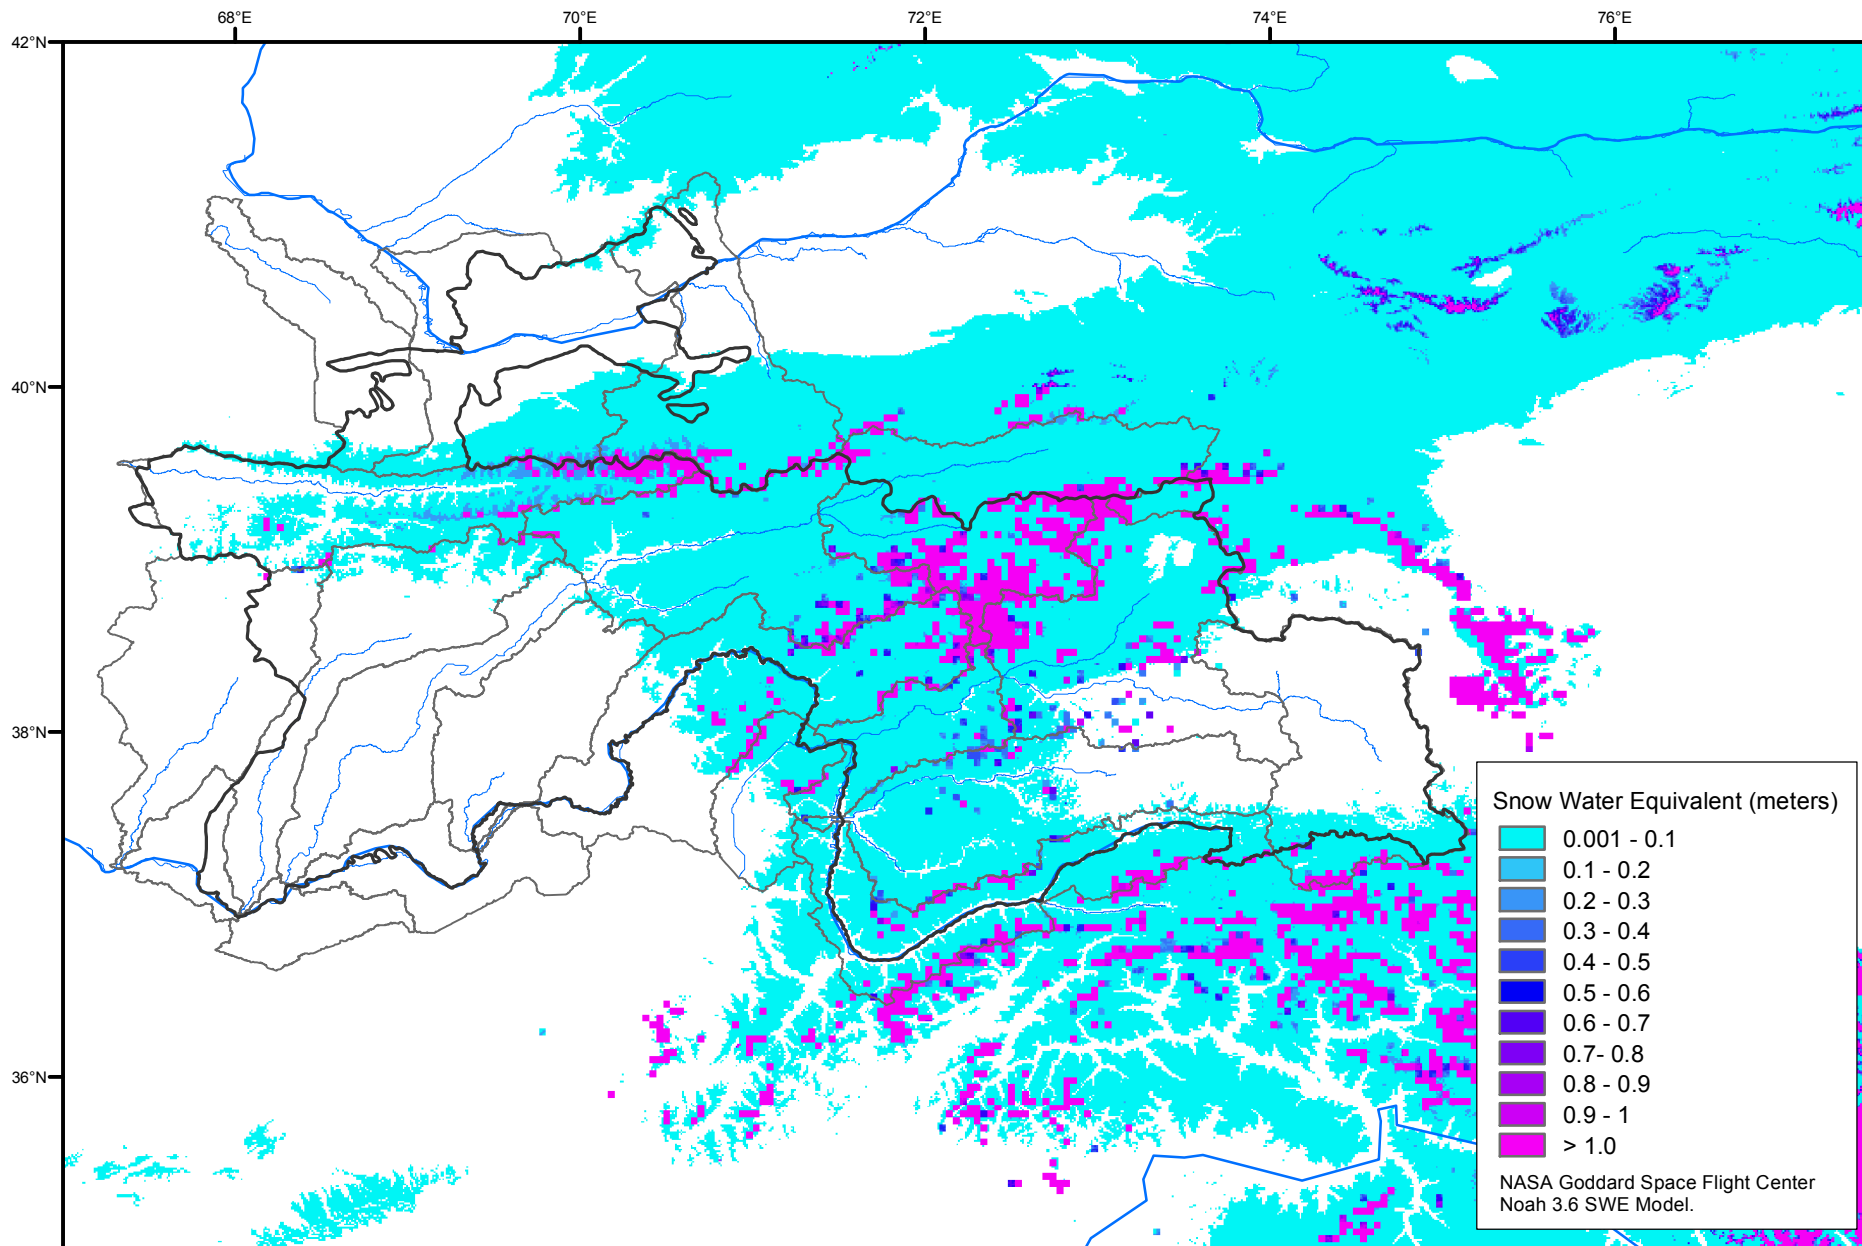 68°E
70°E
72°E
74°E
76°E
42°N
40°N
38°N
36°N
Snow Water Equivalent (meters)
0.001 - 0.1
0.1 - 0.2
0.2 - 0.3
0.3 - 0.4
0.4 - 0.5
0.5 - 0.6
0.6 - 0.7
0.7- 0.8
0.8 - 0.9
0.9 - 1
> 1.0
NASA Goddard Space Flight Center
Noah 3.6 SWE Model.